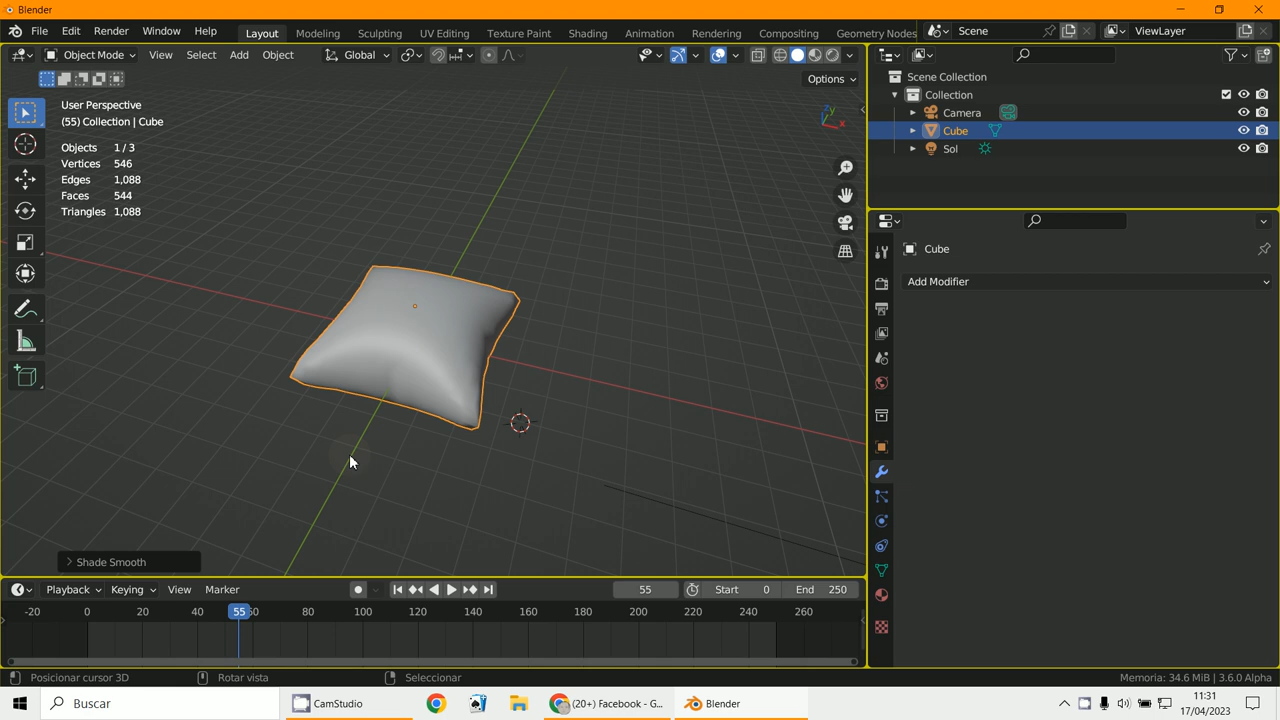 Blender
File Edit Render Window Help Layout Modeling Sculpting UV Editing Texture Paint Shading Animation Rendering Compositing Geometry Nodes Scene ViewLayer
Object Mode View Select Add Object Global
Options
User Perspective
(55) Collection | Cube
Objects 1 / 3
Vertices 546
Edges 1,088
Faces 544
Triangles 1,088
Z Y X
Shade Smooth
Scene Collection
Collection
Camera
Cube
Sol
Cube
Add Modifier
Playback Keying View Marker 55 Start 0 End 250
-20 0 20 40 55 60 80 100 120 140 160 180 200 220 240 260
Posicionar cursor 3D Rotar vista Seleccionar Memoria: 34.6 MiB | 3.6.0 Alpha
Buscar CamStudio (20+) Facebook - G... Blender 11:31
17/04/2023